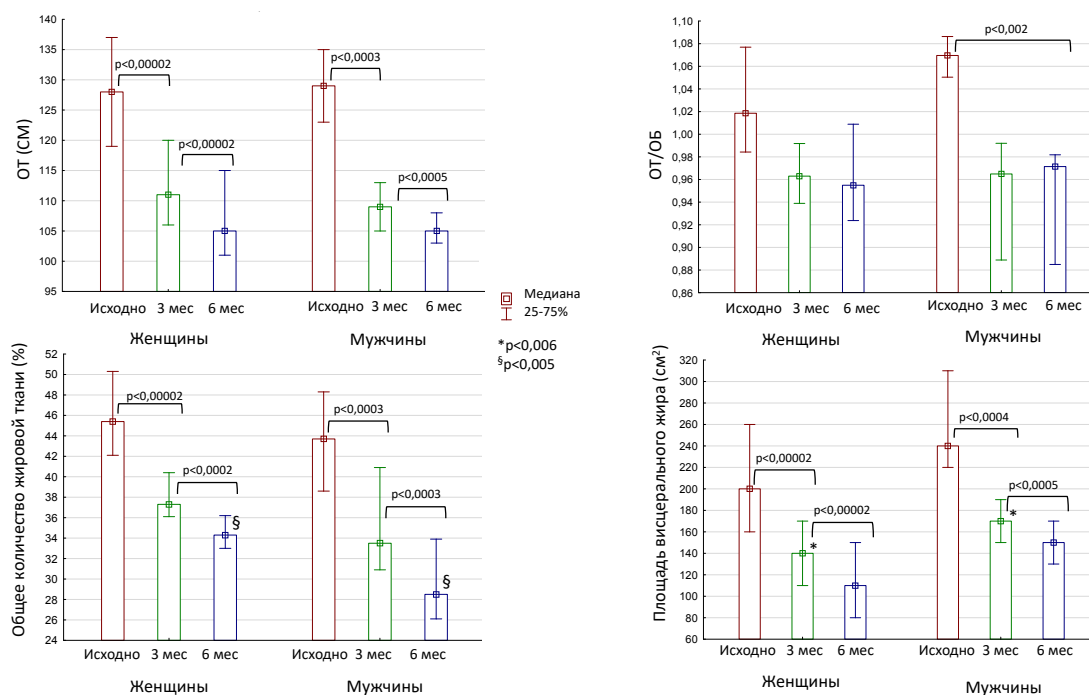 ОТ (СМ)
140
135
130
125
120
115
110
105
100
95
p<0,00002
p<0,00002
p<0,0003
p<0,0005
Исходно 3 мес 6 мес
Исходно 3 мес 6 мес
Женщины
Мужчины
ОТ/ОБ
1,10
1,08
1,06
1,04
1,02
1,00
0,98
0,96
0,94
0,92
0,90
0,88
0,86
p<0,002
Исходно 3 мес 6 мес
Исходно 3 мес 6 мес
Женщины
Мужчины
Медиана
25-75%
*p<0,006
§p<0,005
Общее количество жировой ткани (%)
52
50
48
46
44
42
40
38
36
34
32
30
28
26
24
p<0,00002
p<0,0002
§
p<0,0003
p<0,0003
§
Исходно 3 мес 6 мес
Исходно 3 мес 6 мес
Женщины
Мужчины
Площадь висцерального жира (см²)
320
300
280
260
240
220
200
180
160
140
120
100
80
60
p<0,00002
*
p<0,00002
p<0,0004
*
p<0,0005
Исходно 3 мес 6 мес
Исходно 3 мес 6 мес
Женщины
Мужчины